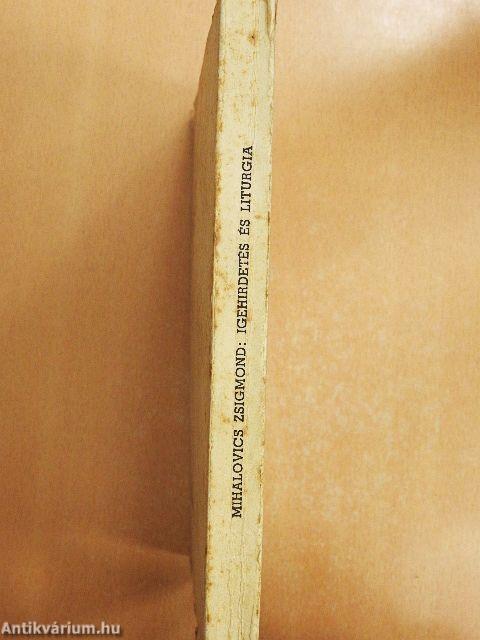 MIHALOVICS ZSIGMOND: IGEHIRDETÉS ÉS LITURGIA
Antikvárium.hu